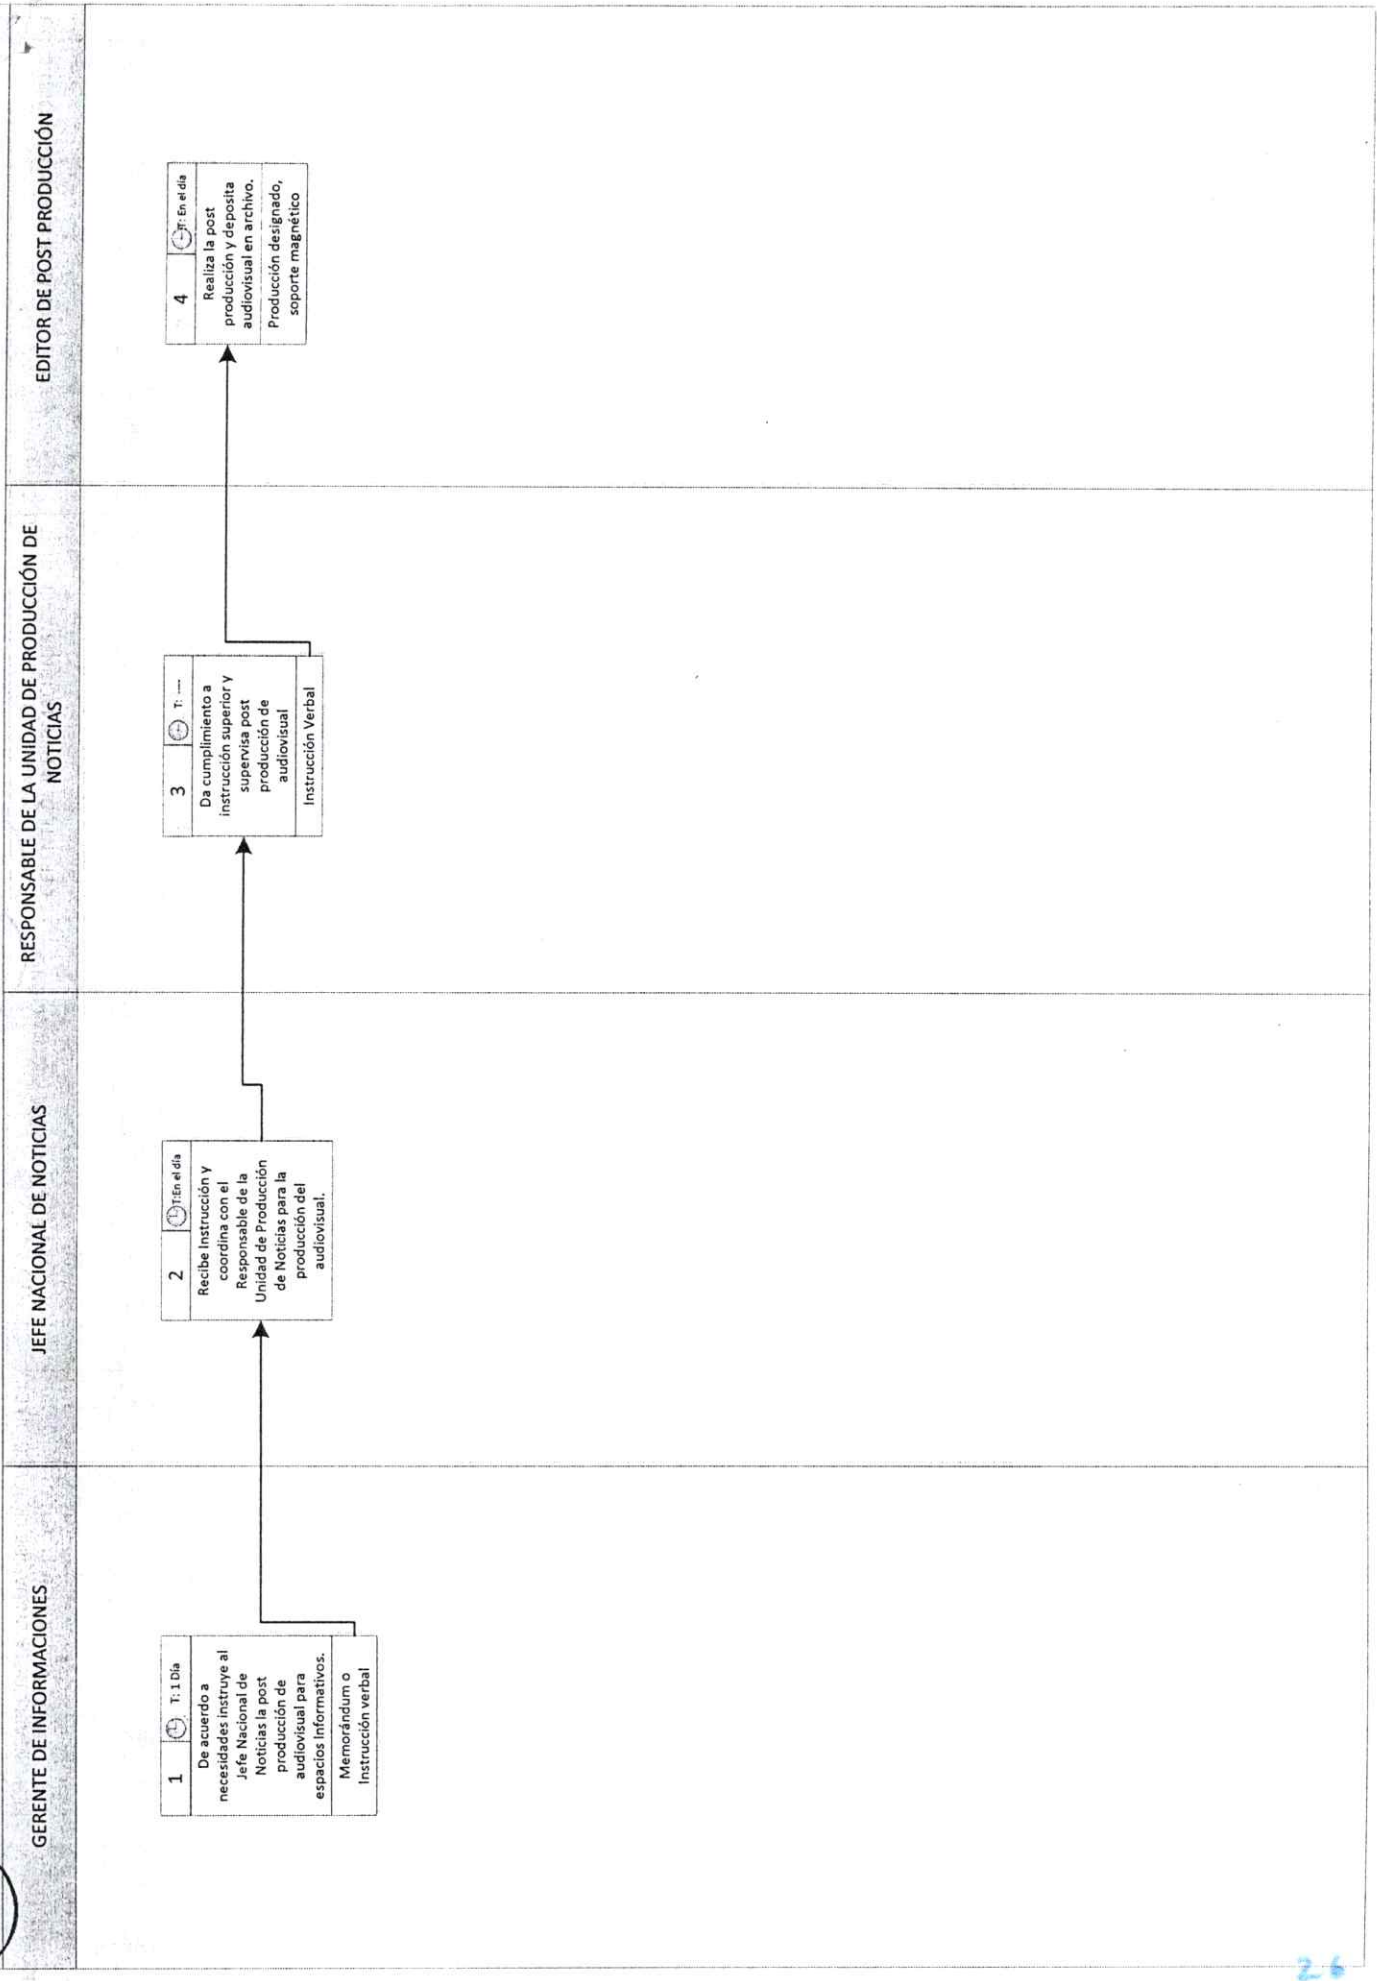 GERENTE DE INFORMACIONES
JEFE NACIONAL DE NOTICIAS
RESPONSABLE DE LA UNIDAD DE PRODUCCIÓN DE
NOTICIAS
EDITOR DE POST PRODUCCIÓN
1
T: 1 Día
De acuerdo a
necesidades instruye al
Jefe Nacional de
Noticias la post
producción de
audiovisual para
espacios Informativos.
Memorándum o
Instrucción verbal
2
T:En el día
Recibe Instrucción y
coordina con el
Responsable de la
Unidad de Producción
de Noticias para la
producción del
audiovisual.
3
T: ---
Da cumplimiento a
instrucción superior y
supervisa post
producción de
audiovisual
Instrucción Verbal
4
T: En el día
Realiza la post
producción y deposita
audiovisual en archivo.
Producción designado,
soporte magnético
26